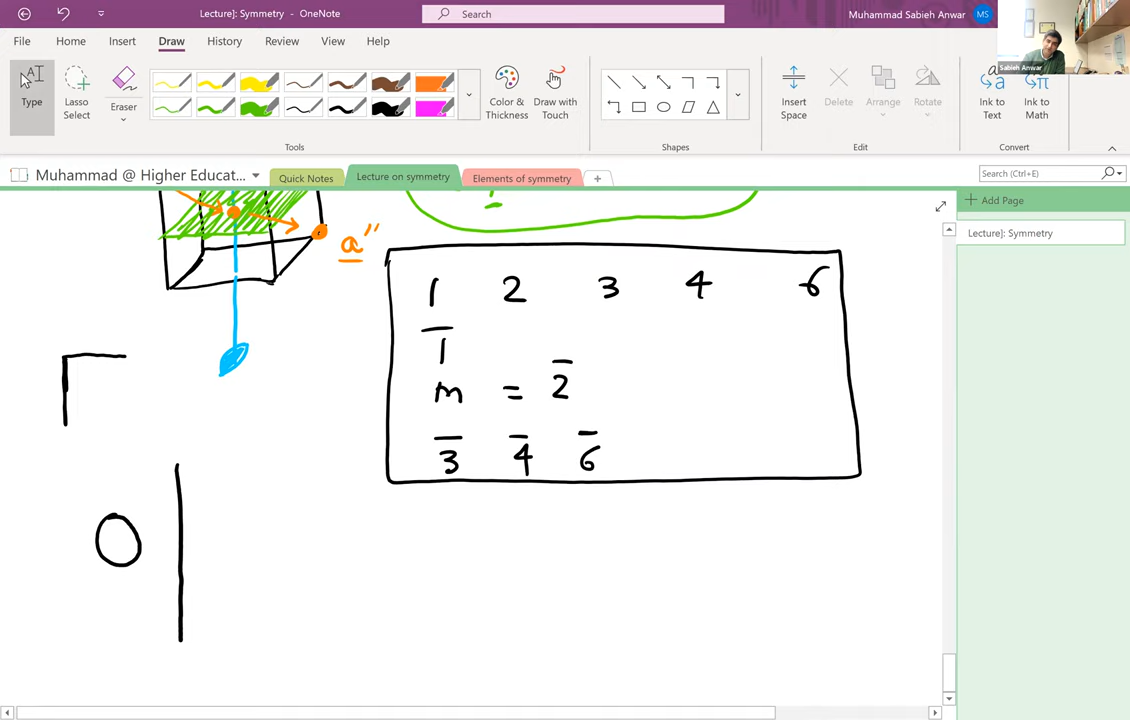 Lecture]: Symmetry - OneNote
Search
Muhammad Sabieh Anwar
MS
File Home Insert Draw History Review View Help
Sabieh Anwar
Type
Lasso Select
Eraser
Color & Thickness
Draw with Touch
Insert Space
Delete
Arrange
Rotate
Ink to Text
Ink to Math
Tools
Shapes
Edit
Convert
Muhammad @ Higher Educat...
Quick Notes
Lecture on symmetry
Elements of symmetry
Search (Ctrl+E)
Add Page
Lecture]: Symmetry
a''
1 2 3 4 6
1̅
m = 2̅
3̅ 4̅ 6̅